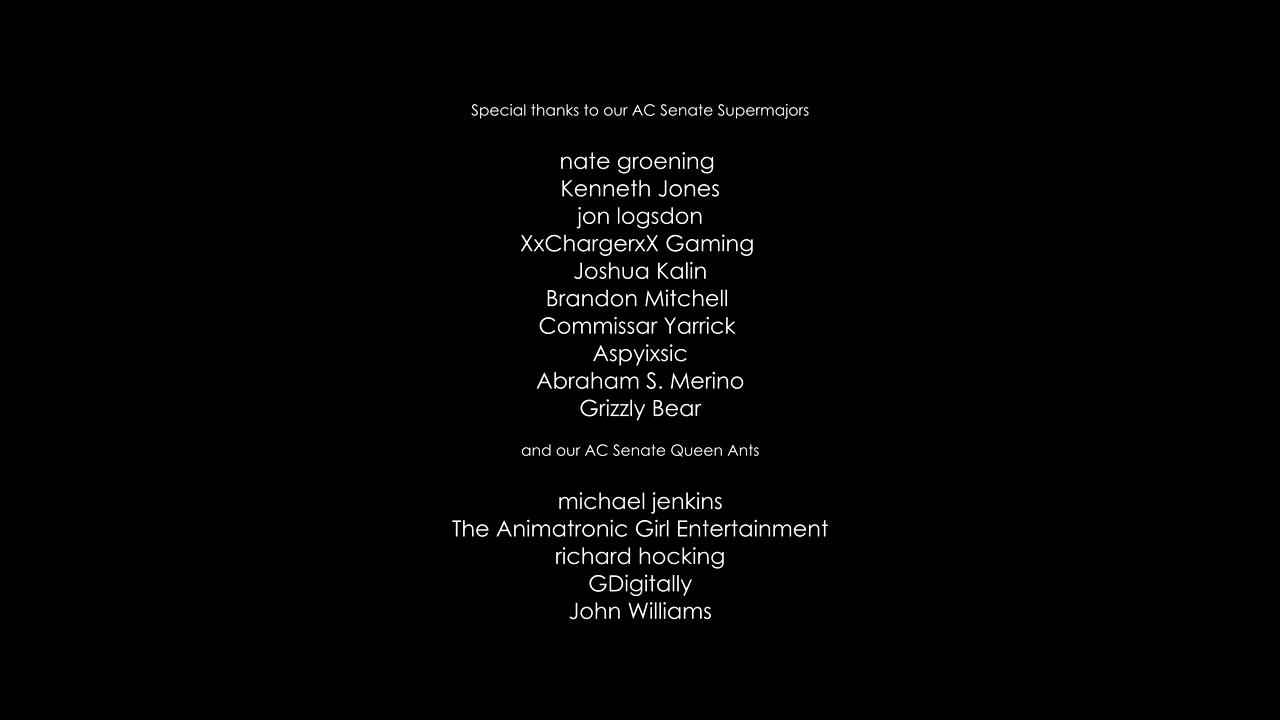 Special thanks to our AC Senate Supermajors
nate groening
Kenneth Jones
jon logsdon
XxChargerxX Gaming
Joshua Kalin
Brandon Mitchell
Commissar Yarrick
Aspyixsic
Abraham S. Merino
Grizzly Bear
and our AC Senate Queen Ants
michael jenkins
The Animatronic Girl Entertainment
richard hocking
GDigitally
John Williams